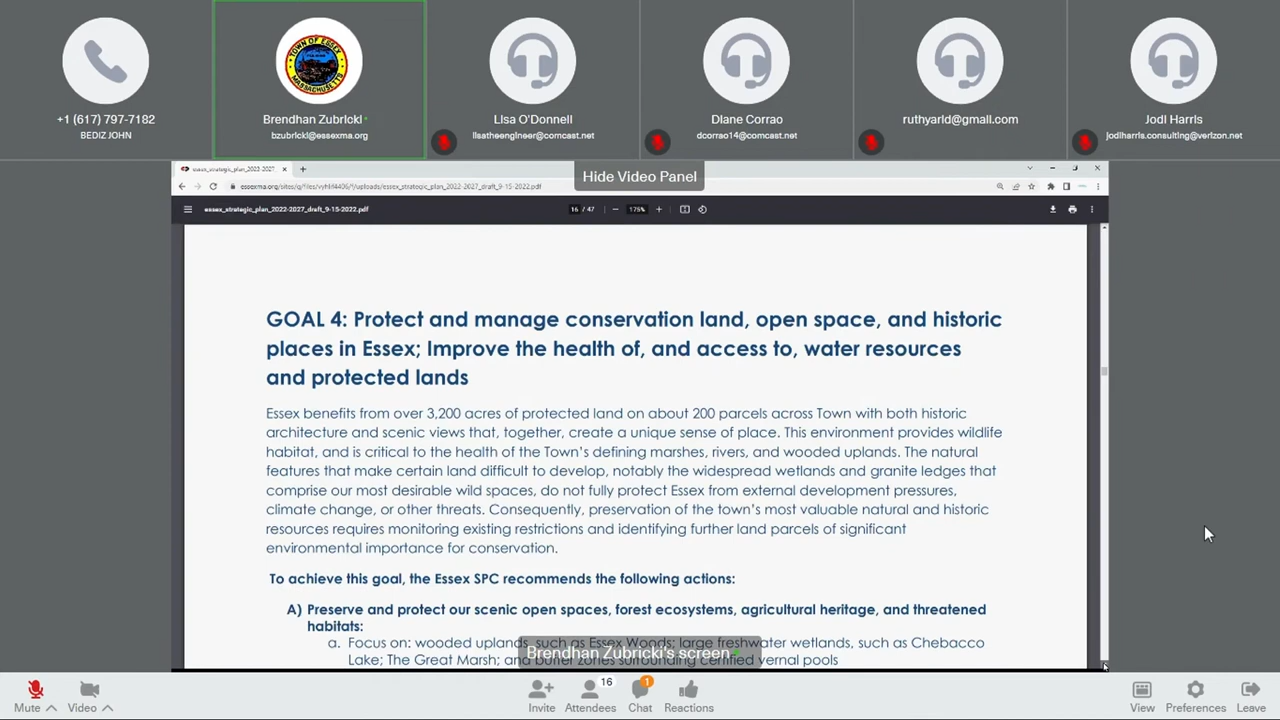 +1 (617) 797-7182
BEDIZ JOHN
TOWN OF ESSEX
MASSACHUSETTS
Brendhan Zubricki
bzubricki@essexma.org
Lisa O'Donnell
lisatheengineer@comcast.net
Diane Corrao
dcorrao14@comcast.net
ruthyarld@gmail.com
Jodi Harris
jodiharris.consulting@verizon.net
Hide Video Panel
essex_strategic_plan_2022-2027
essex_strategic_plan_2022-2027_draft_9-15-2022.pdf
16 / 47
175%
GOAL 4: Protect and manage conservation land, open space, and historic
places in Essex; Improve the health of, and access to, water resources
and protected lands
Essex benefits from over 3,200 acres of protected land on about 200 parcels across Town with both historic
architecture and scenic views that, together, create a unique sense of place. This environment provides wildlife
habitat, and is critical to the health of the Town's defining marshes, rivers, and wooded uplands. The natural
features that make certain land difficult to develop, notably the widespread wetlands and granite ledges that
comprise our most desirable wild spaces, do not fully protect Essex from external development pressures,
climate change, or other threats. Consequently, preservation of the town's most valuable natural and historic
resources requires monitoring existing restrictions and identifying further land parcels of significant
environmental importance for conservation.
To achieve this goal, the Essex SPC recommends the following actions:
A) Preserve and protect our scenic open spaces, forest ecosystems, agricultural heritage, and threatened
habitats:
a. Focus on: wooded uplands, such as Essex Woods; large freshwater wetlands, such as Chebacco
Lake; The Great Marsh; and buffer zones surrounding certified vernal pools
Brendhan Zubricki's screen
Mute
Video
Invite
16
Attendees
1
Chat
Reactions
View
Preferences
Leave